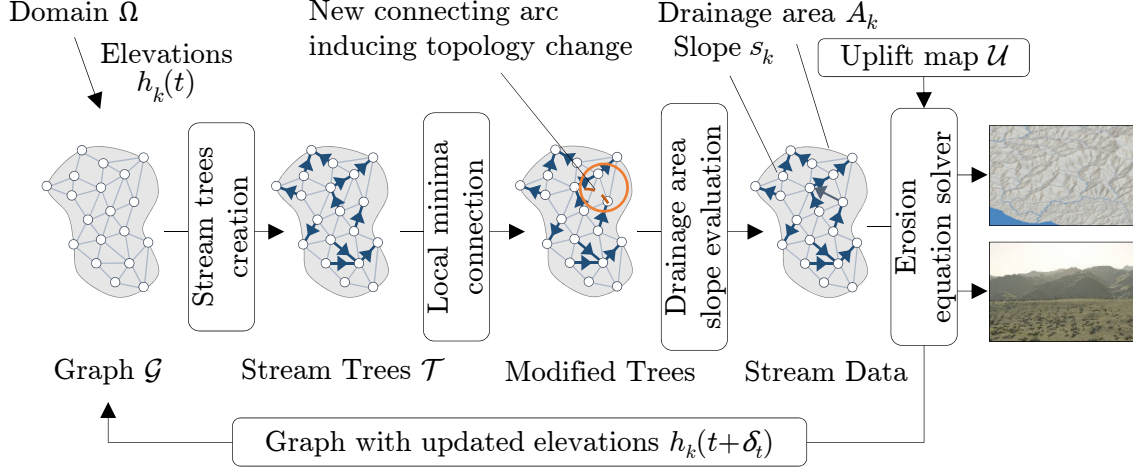 Domain Ω
Elevations
h_k(t)
New connecting arc
inducing topology change
Drainage area A_k
Slope s_k
Uplift map 𝒰
Stream trees
creation
Local minima
connection
Drainage area
slope evaluation
Erosion
equation solver
Graph 𝒢
Stream Trees 𝒯
Modified Trees
Stream Data
Graph with updated elevations h_k(t+δ_t)